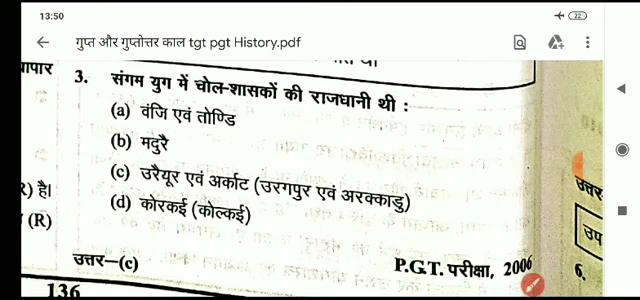 13:50
22
गुप्त और गुप्तोत्तर काल tgt pgt History.pdf
ापार
3. संगम युग में चोल-शासकों की राजधानी थी :
(a) वंजि एवं तोण्डि
(b) मदुरै
(c) उरैयूर एवं अर्काट (उरगपुर एवं अरक्काडु)
R) है।
(d) कोरकई (कोल्कई)
(R)
उत्तर
उप
उत्तर–(c)
P.G.T. परीक्षा, 2006
6.
136